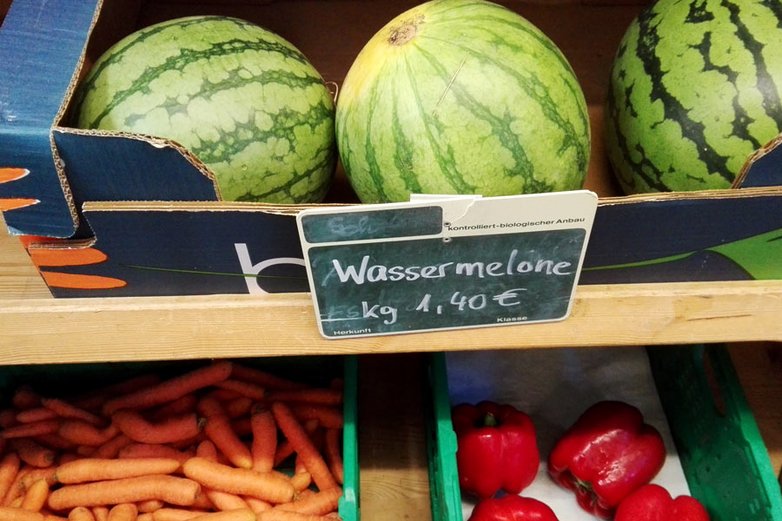 kontrolliert-biologischer Anbau
Wassermelone
kg 1,40 €
Herkunft Klasse